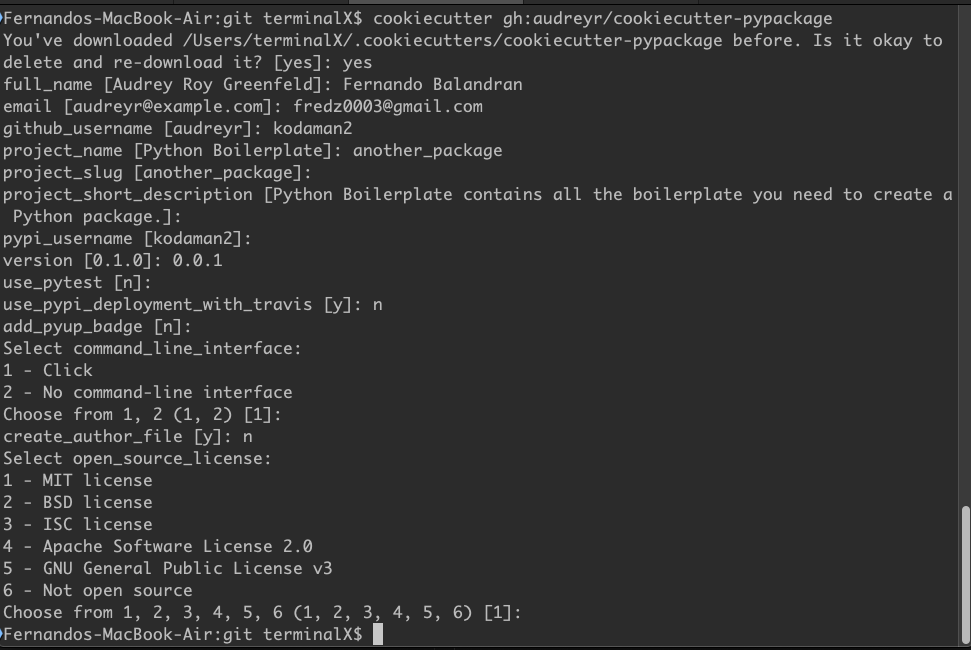 Fernandos-MacBook-Air:git terminalX$ cookiecutter gh:audreyr/cookiecutter-pypackage
You've downloaded /Users/terminalX/.cookiecutters/cookiecutter-pypackage before. Is it okay to
delete and re-download it? [yes]: yes
full_name [Audrey Roy Greenfeld]: Fernando Balandran
email [audreyr@example.com]: fredz0003@gmail.com
github_username [audreyr]: kodaman2
project_name [Python Boilerplate]: another_package
project_slug [another_package]:
project_short_description [Python Boilerplate contains all the boilerplate you need to create a
Python package.]:
pypi_username [kodaman2]:
version [0.1.0]: 0.0.1
use_pytest [n]:
use_pypi_deployment_with_travis [y]: n
add_pyup_badge [n]:
Select command_line_interface:
1 - Click
2 - No command-line interface
Choose from 1, 2 (1, 2) [1]:
create_author_file [y]: n
Select open_source_license:
1 - MIT license
2 - BSD license
3 - ISC license
4 - Apache Software License 2.0
5 - GNU General Public License v3
6 - Not open source
Choose from 1, 2, 3, 4, 5, 6 (1, 2, 3, 4, 5, 6) [1]:
Fernandos-MacBook-Air:git terminalX$